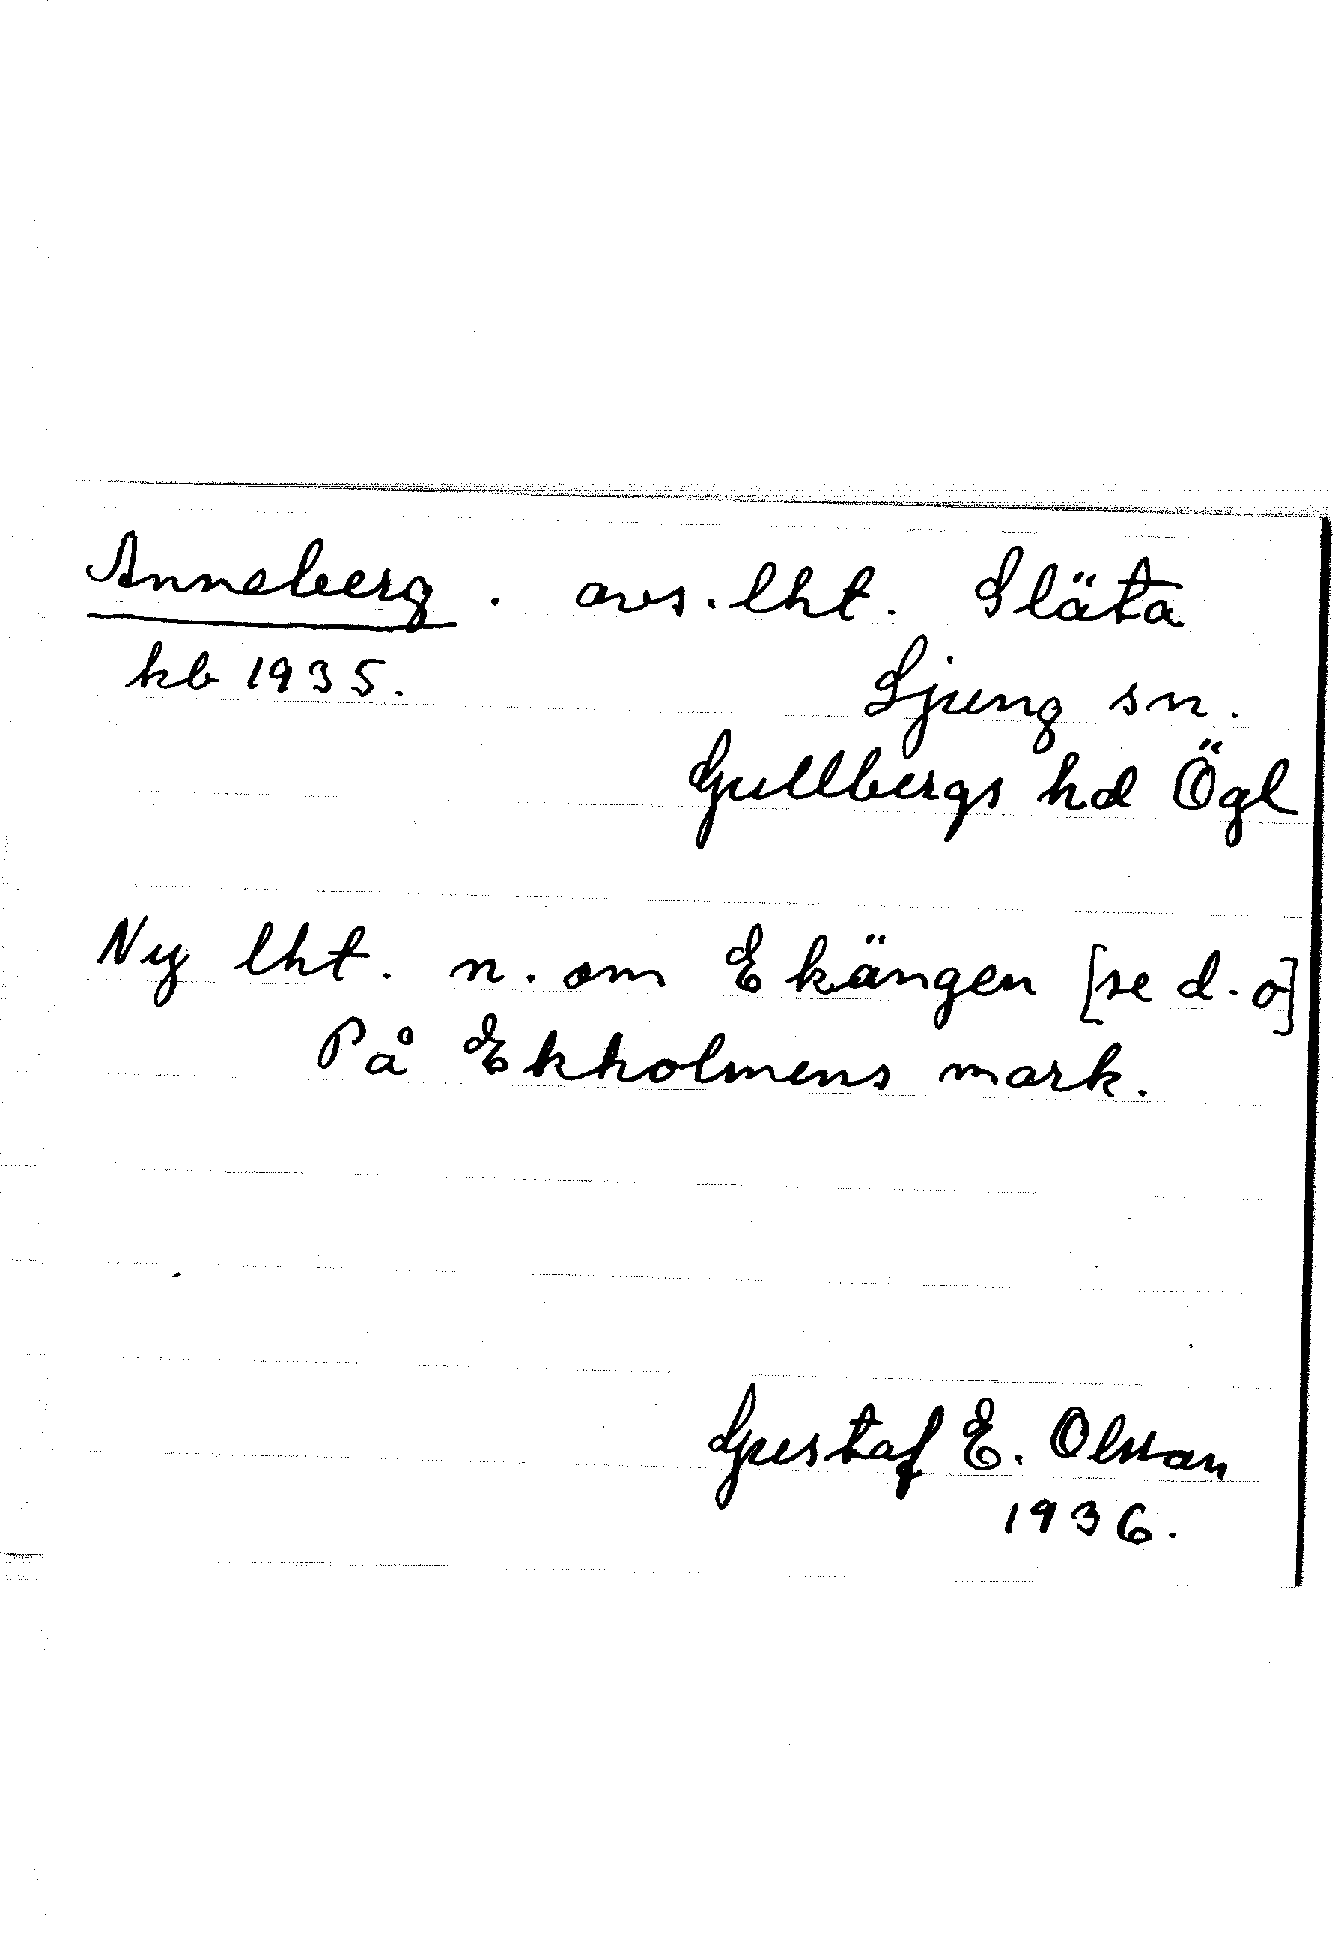 Anneberg. avs. lht. Släta
kb 1935.
Ljung sn.
Gullbergs hd Ögl
Ny lht. n. om Ekängen [se d.o]
På Ekholmens mark.
Gustaf E. Olsson
1936.